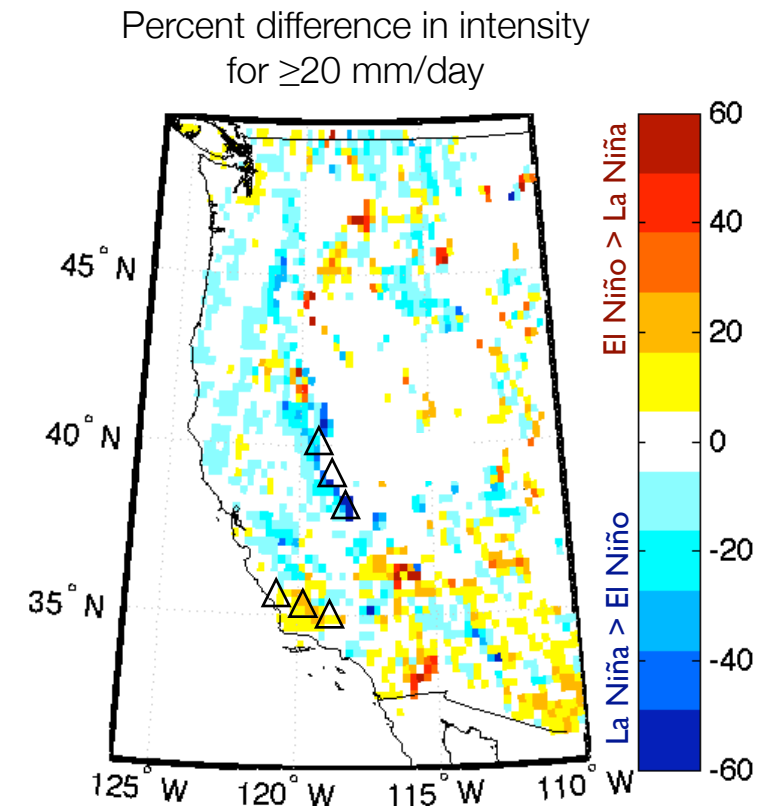 Percent difference in intensity
for ≥20 mm/day
45° N
40° N
35° N
125° W
120° W
115° W
110° W
El Niño > La Niña
La Niña > El Niño
60
40
20
0
-20
-40
-60